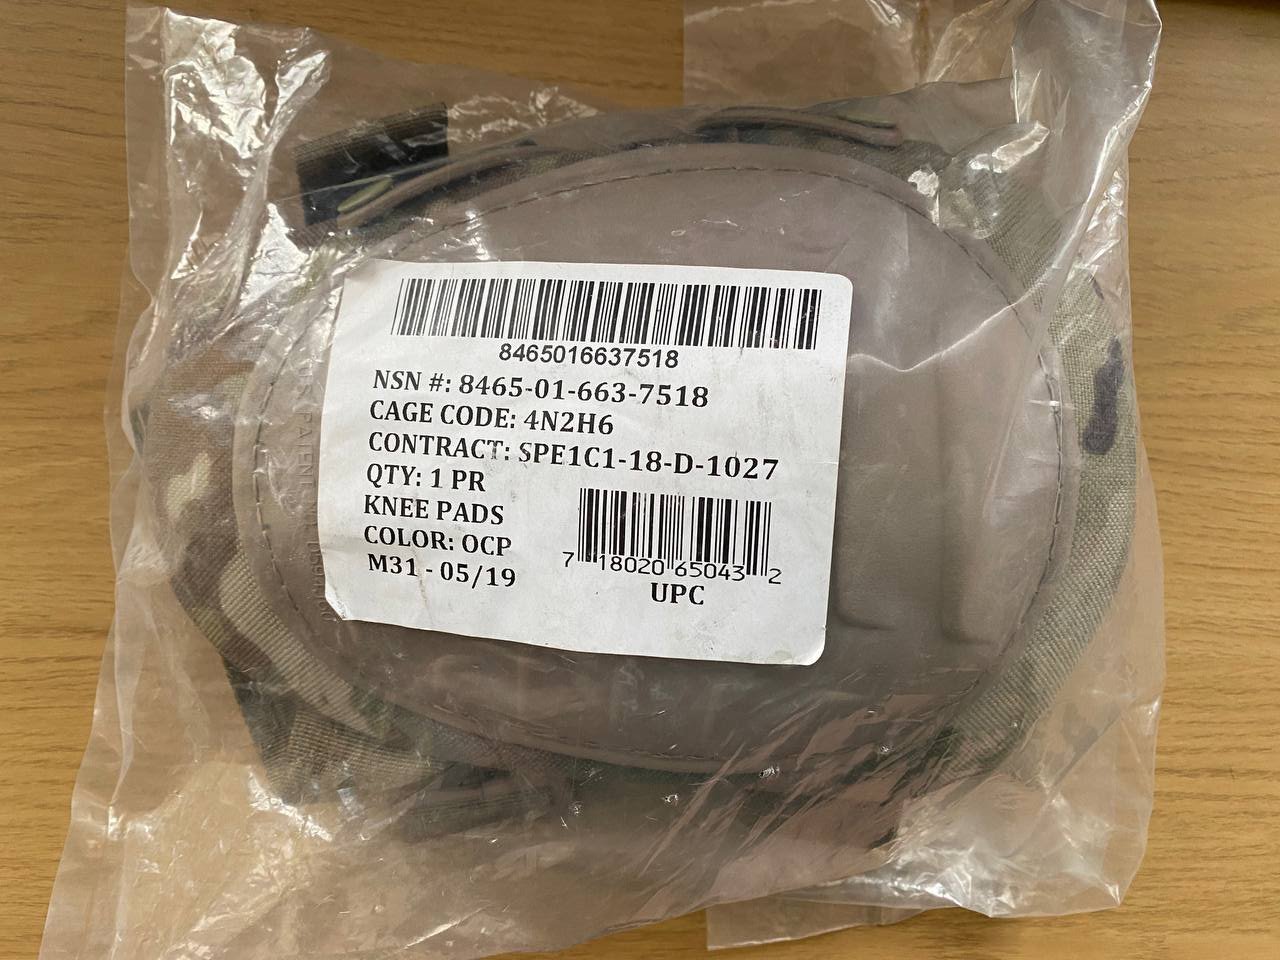 8465016637518
NSN #: 8465-01-663-7518
CAGE CODE: 4N2H6
CONTRACT: SPE1C1-18-D-1027
QTY: 1 PR
KNEE PADS
COLOR: OCP
M31 - 05/19
7 18020 65043 2
UPC